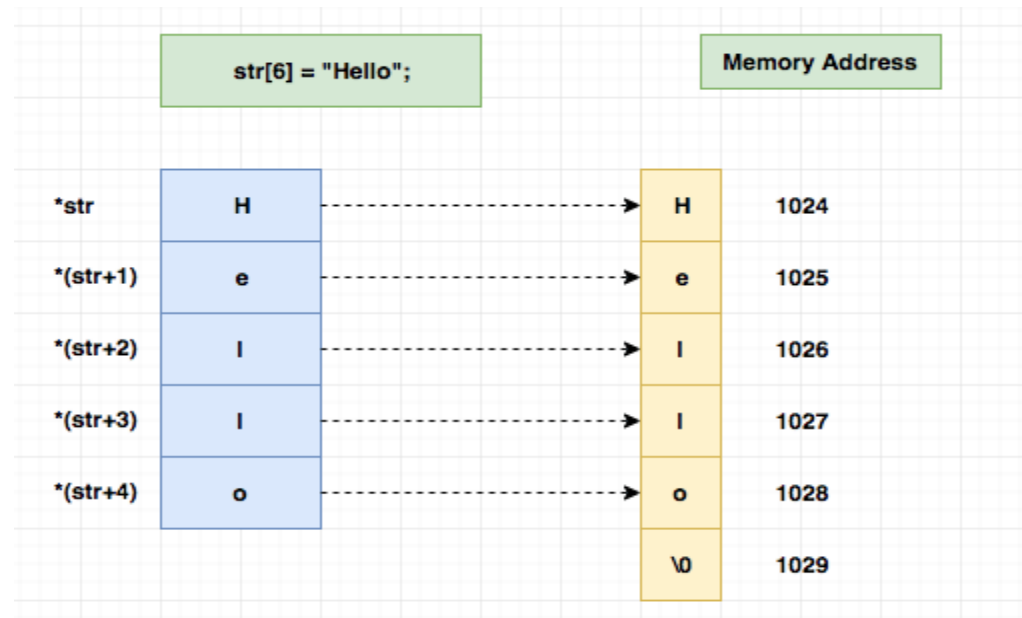 str[6] = "Hello";
Memory Address
*str H H 1024
*(str+1) e e 1025
*(str+2) l l 1026
*(str+3) l l 1027
*(str+4) o o 1028
\0 1029